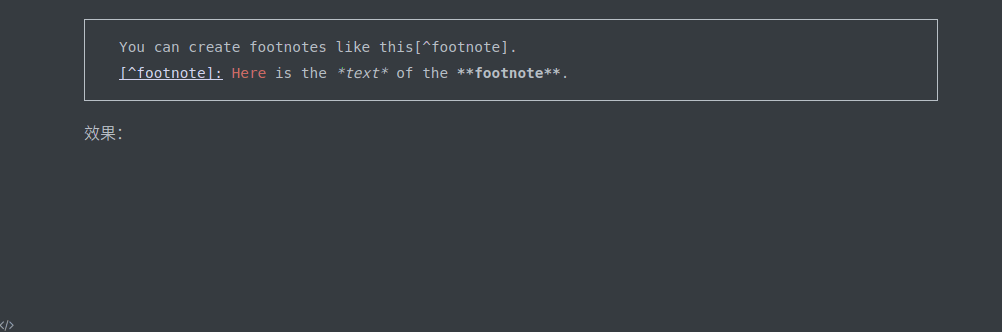 You can create footnotes like this[^footnote].
[^footnote]: Here is the *text* of the **footnote**.
效果：
</>